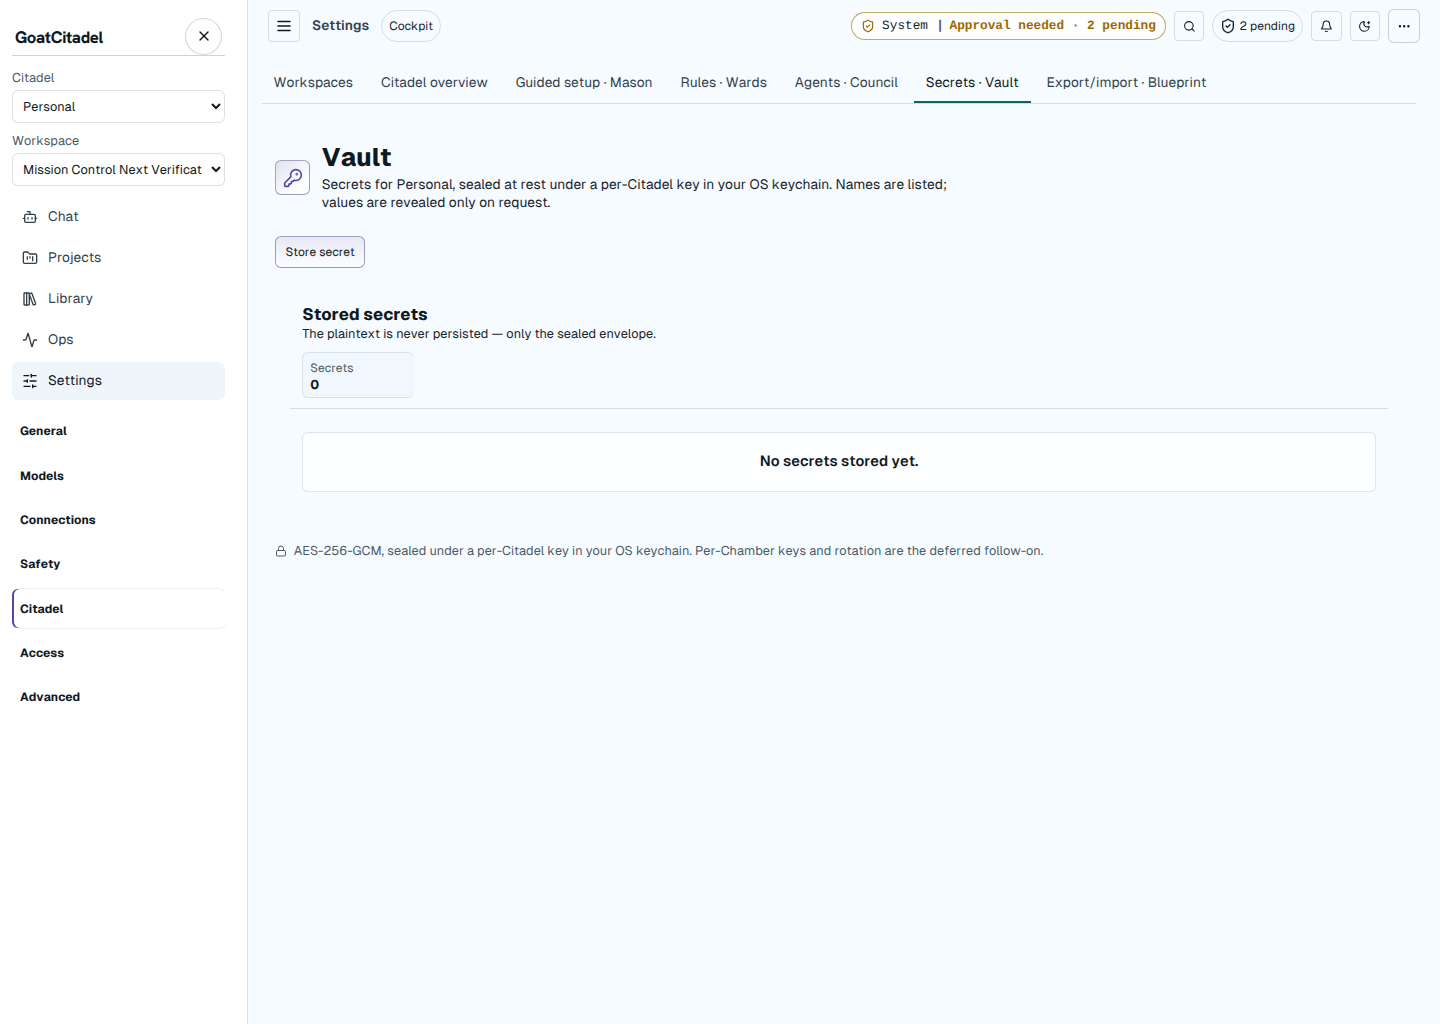 GoatCitadel
Citadel
Personal
Workspace
Mission Control Next Verificat
Chat
Projects
Library
Ops
Settings
General
Models
Connections
Safety
Citadel
Access
Advanced
Settings
Cockpit
System | Approval needed · 2 pending
2 pending
Workspaces
Citadel overview
Guided setup · Mason
Rules · Wards
Agents · Council
Secrets · Vault
Export/import · Blueprint
Vault
Secrets for Personal, sealed at rest under a per-Citadel key in your OS keychain. Names are listed;
values are revealed only on request.
Store secret
Stored secrets
The plaintext is never persisted — only the sealed envelope.
Secrets
0
No secrets stored yet.
AES-256-GCM, sealed under a per-Citadel key in your OS keychain. Per-Chamber keys and rotation are the deferred follow-on.